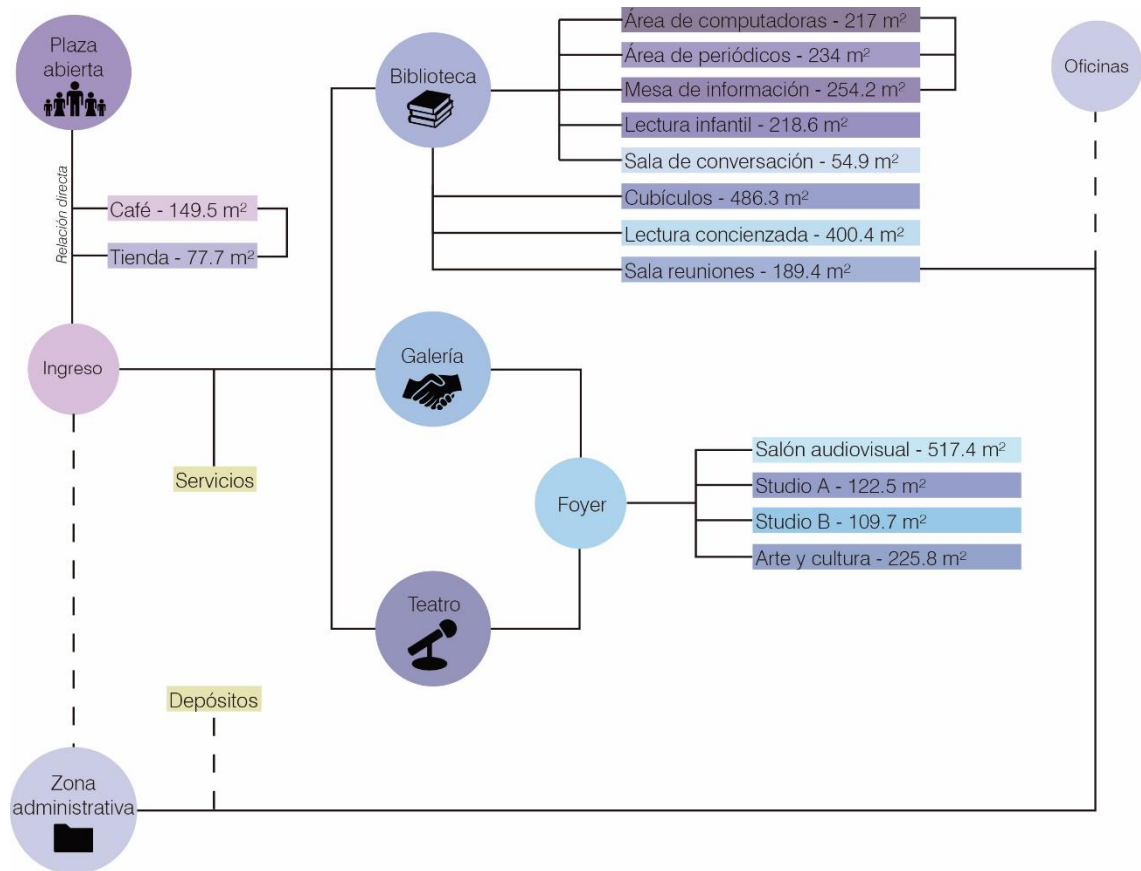 Plaza
abierta
Relación directa
Café - 149.5 m²
Tienda - 77.7 m²
Ingreso
Servicios
Biblioteca
Área de computadoras - 217 m²
Área de periódicos - 234 m²
Mesa de información - 254.2 m²
Lectura infantil - 218.6 m²
Sala de conversación - 54.9 m²
Cubículos - 486.3 m²
Lectura concienzada - 400.4 m²
Sala reuniones - 189.4 m²
Oficinas
Galería
Foyer
Salón audiovisual - 517.4 m²
Studio A - 122.5 m²
Studio B - 109.7 m²
Arte y cultura - 225.8 m²
Teatro
Depósitos
Zona
administrativa